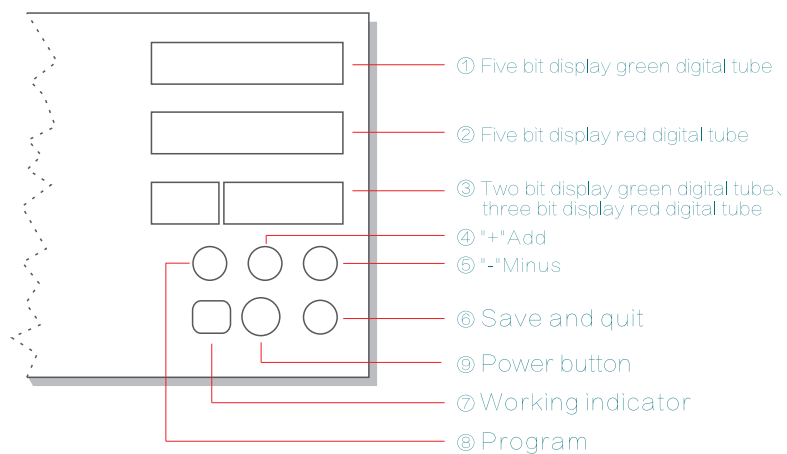 ① Five bit display green digital tube
② Five bit display red digital tube
③ Two bit display green digital tube、
three bit display red digital tube
④ "+"Add
⑤ "-"Minus
⑥ Save and quit
⑨ Power button
⑦ Working indicator
⑧ Program